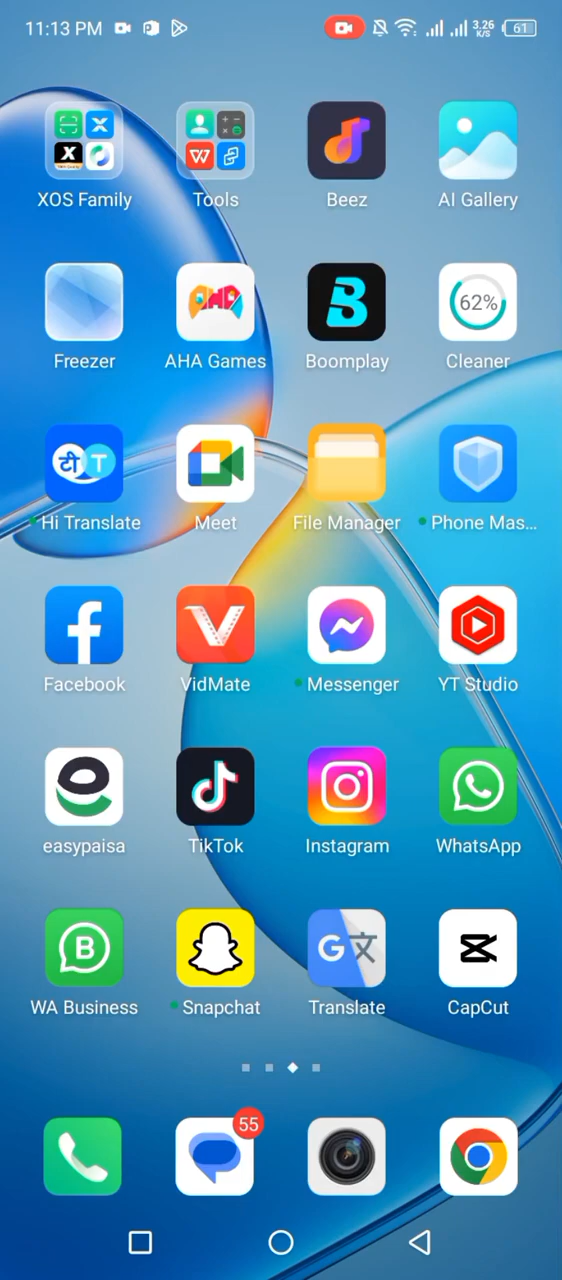 11:13 PM 3.26 K/S 61
XOS Family Tools Beez AI Gallery
62%
Freezer AHA Games Boomplay Cleaner
टी T
Hi Translate Meet File Manager Phone Mas...
Facebook VidMate Messenger YT Studio
easypaisa TikTok Instagram WhatsApp
B
WA Business Snapchat Translate CapCut
55